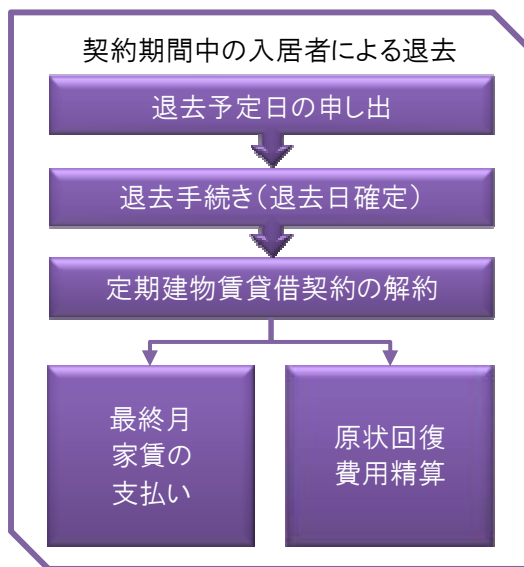 契約期間中の入居者による退去
退去予定日の申し出
退去手続き(退去日確定)
定期建物賃貸借契約の解約
最終月
家賃の
支払い
原状回復
費用精算